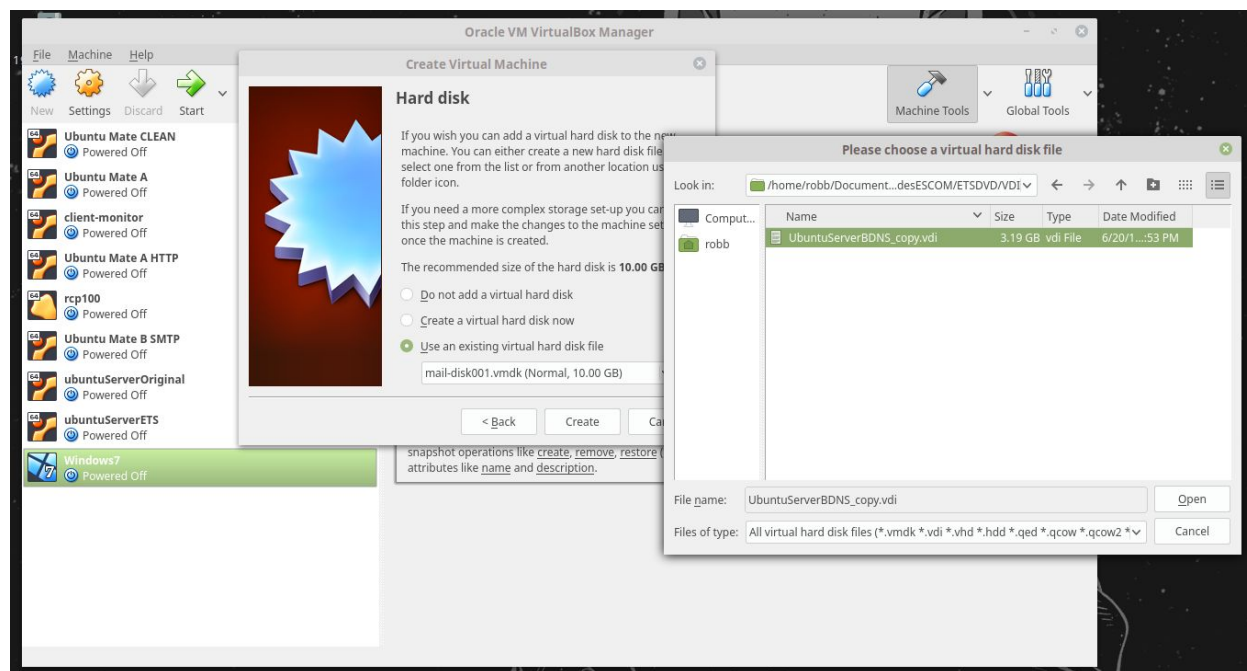 Oracle VM VirtualBox Manager
File Machine Help
New Settings Discard Start
Machine Tools Global Tools
64 Ubuntu Mate CLEAN
Powered Off
64 Ubuntu Mate A
Powered Off
64 client-monitor
Powered Off
64 Ubuntu Mate A HTTP
Powered Off
64 rcp100
Powered Off
64 Ubuntu Mate B SMTP
Powered Off
64 ubuntuServerOriginal
Powered Off
64 ubuntuServerETS
Powered Off
7 Windows7
Powered Off
Create Virtual Machine
Hard disk
If you wish you can add a virtual hard disk to the new
machine. You can either create a new hard disk file
select one from the list or from another location us
folder icon.
If you need a more complex storage set-up you can
this step and make the changes to the machine set
once the machine is created.
The recommended size of the hard disk is 10.00 GB
Do not add a virtual hard disk
Create a virtual hard disk now
Use an existing virtual hard disk file
mail-disk001.vmdk (Normal, 10.00 GB)
< Back Create Ca
snapshot operations like create, remove, restore (
attributes like name and description.
Please choose a virtual hard disk file
Look in: /home/robb/Document...desESCOM/ETSDVD/VDI
Comput...
robb
Name Size Type Date Modified
UbuntuServerBDNS_copy.vdi 3.19 GB vdi File 6/20/1...:53 PM
File name: UbuntuServerBDNS_copy.vdi Open
Files of type: All virtual hard disk files (*.vmdk *.vdi *.vhd *.hdd *.qed *.qcow *.qcow2 * Cancel